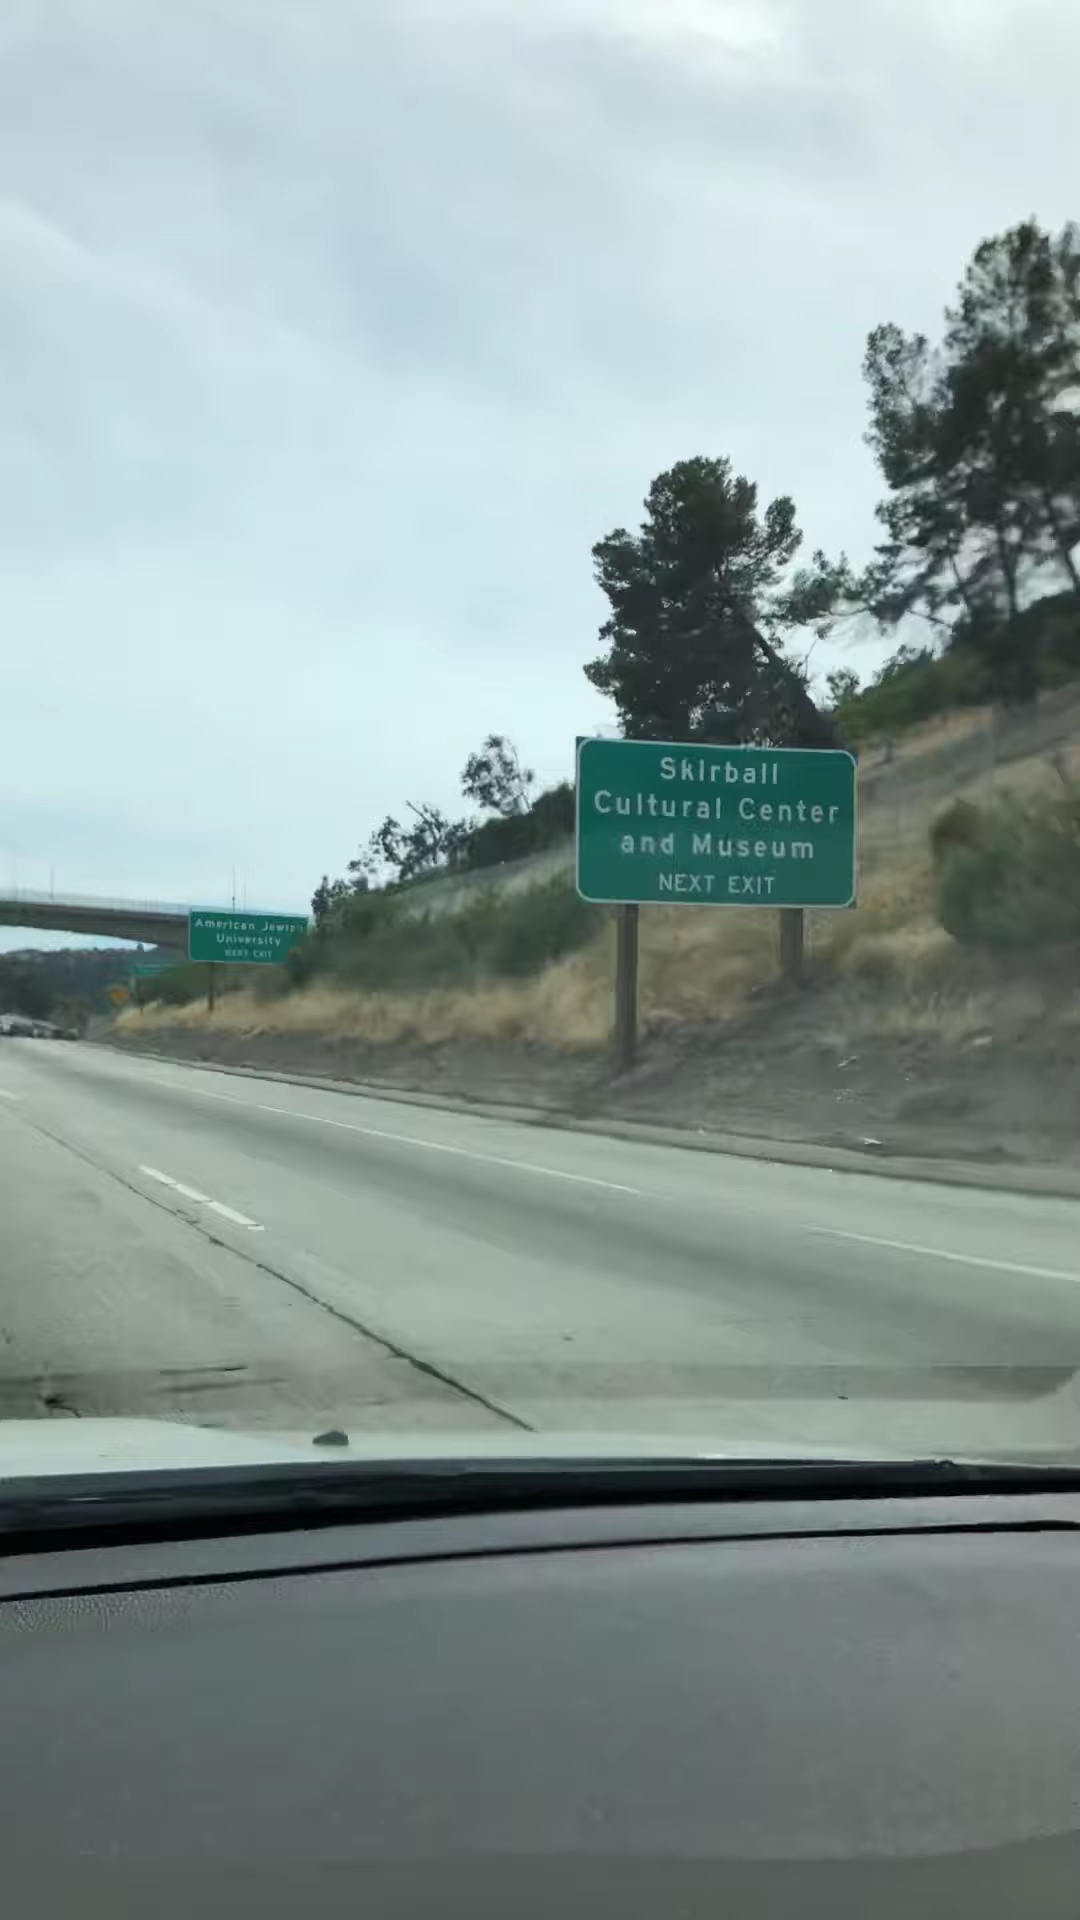 Skirball
Cultural Center
and Museum
NEXT EXIT
American Jewish
University
NEXT EXIT